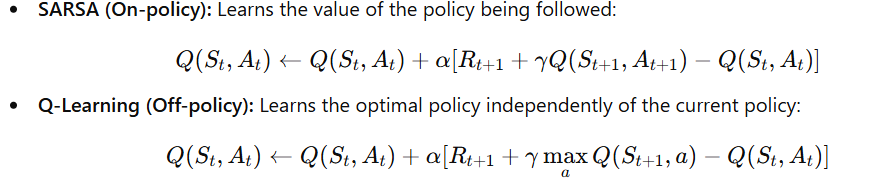 • SARSA (On-policy): Learns the value of the policy being followed:
Q(S_t, A_t) ← Q(S_t, A_t) + α[R_{t+1} + γQ(S_{t+1}, A_{t+1}) − Q(S_t, A_t)]
• Q-Learning (Off-policy): Learns the optimal policy independently of the current policy:
Q(S_t, A_t) ← Q(S_t, A_t) + α[R_{t+1} + γ max_a Q(S_{t+1}, a) − Q(S_t, A_t)]